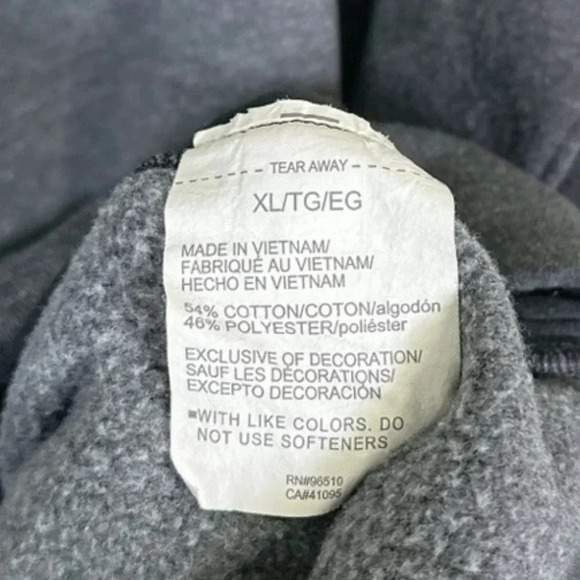 TEAR AWAY
XL/TG/EG
MADE IN VIETNAM/
FABRIQUÉ AU VIETNAM/
HECHO EN VIETNAM
54% COTTON/COTON/algodón
46% POLYESTER/poliéster
EXCLUSIVE OF DECORATION/
SAUF LES DÉCORATIONS/
EXCEPTO DECORACIÓN
WITH LIKE COLORS. DO
NOT USE SOFTENERS
RN#96510
CA#41095